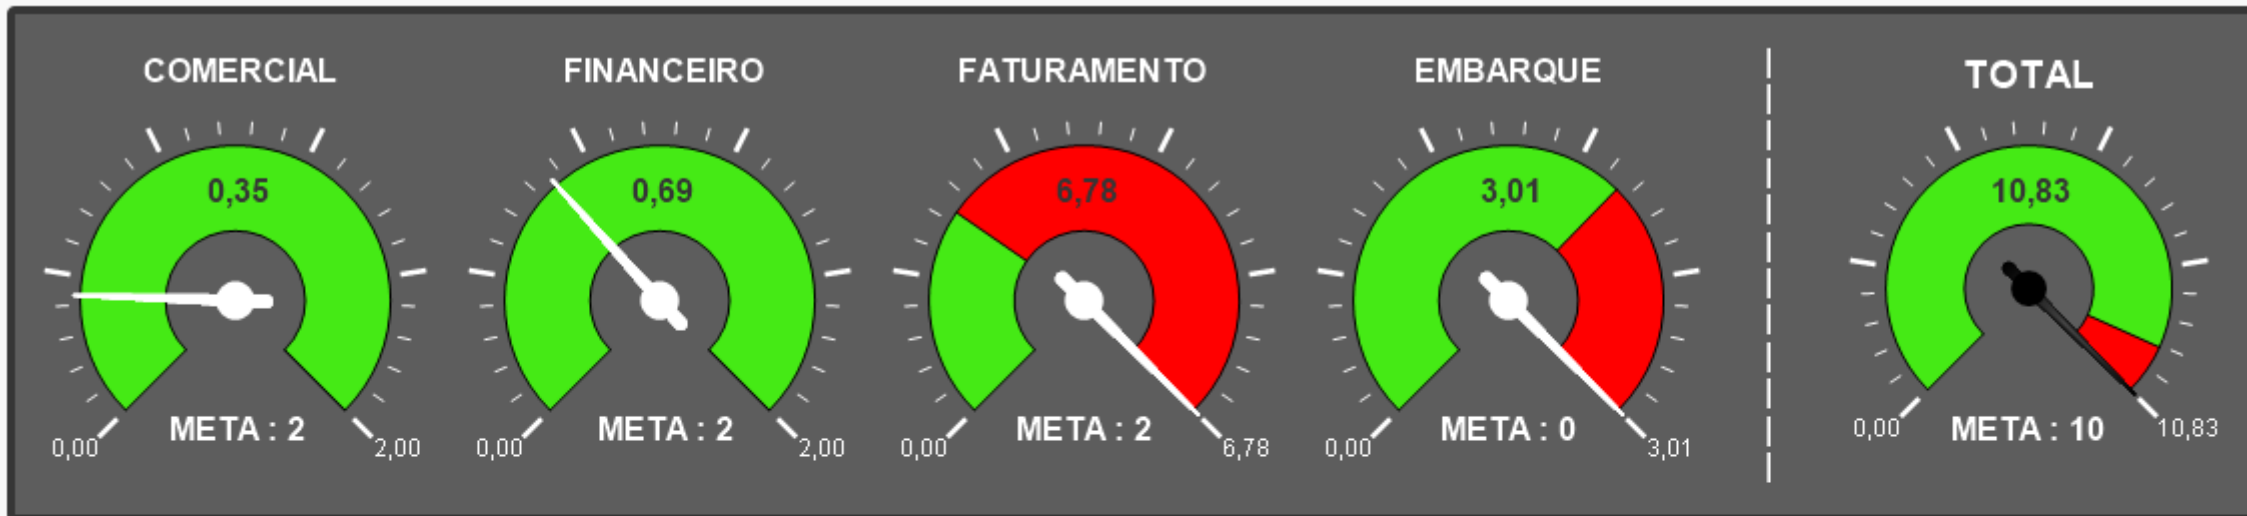 COMERCIAL
0,35
META : 2
0,00
2,00
FINANCEIRO
0,69
META : 2
0,00
2,00
FATURAMENTO
6,78
META : 2
0,00
6,78
EMBARQUE
3,01
META : 0
0,00
3,01
TOTAL
10,83
META : 10
0,00
10,83